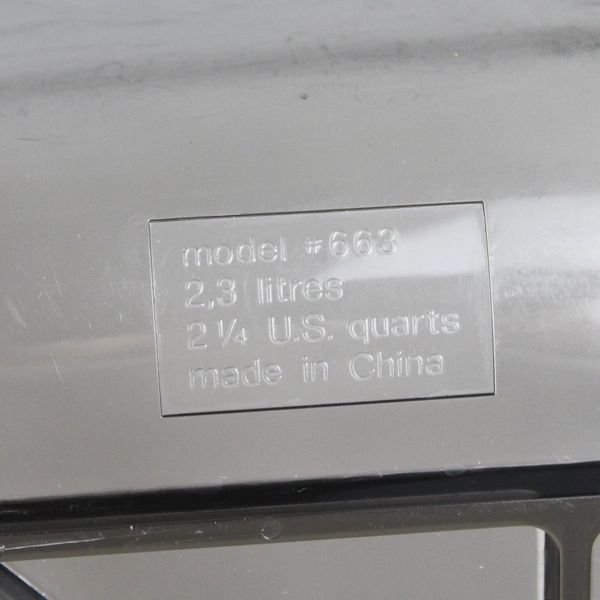 model #663
2,3 litres
2 1/4 U.S. quarts
made in China